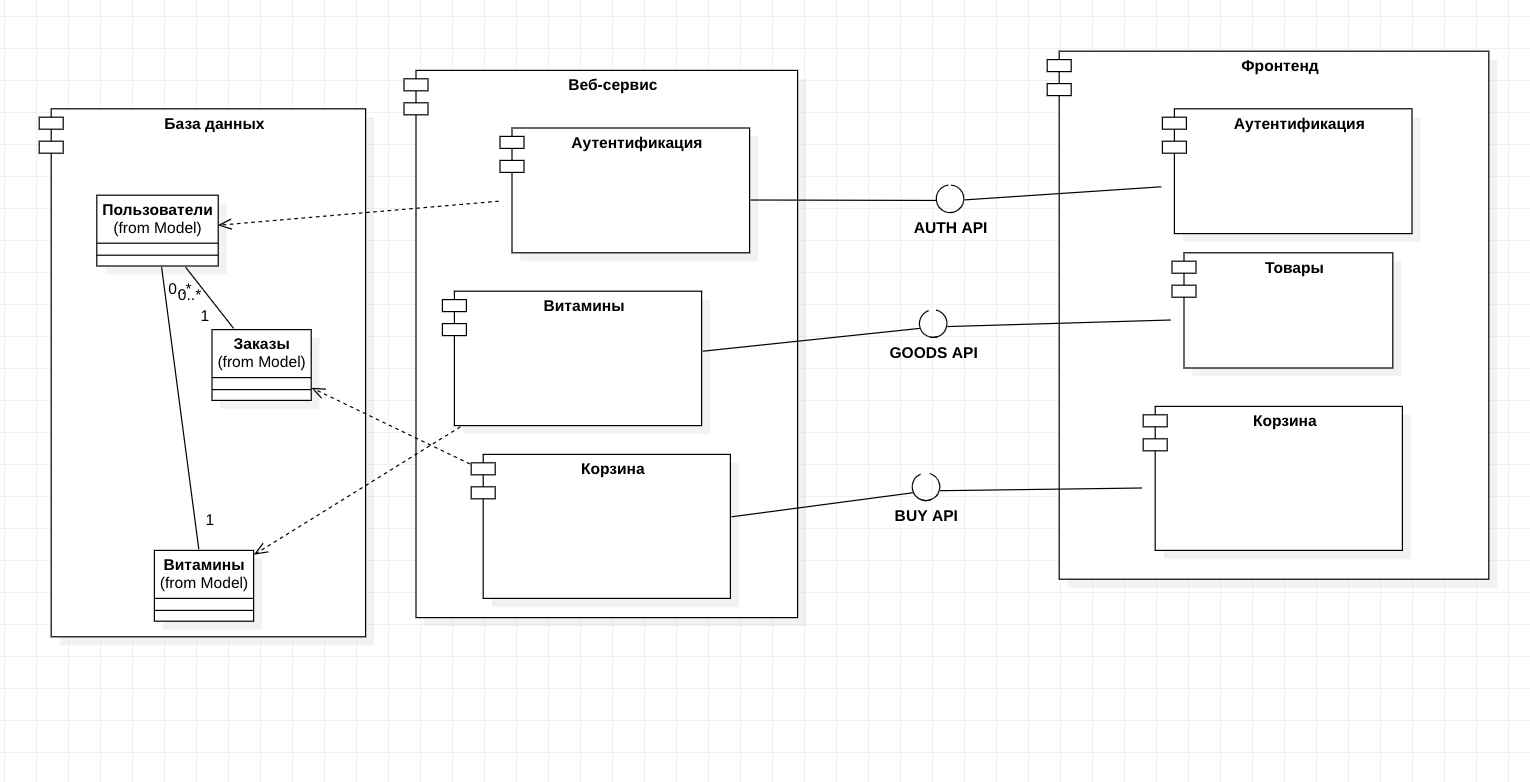 База данных
Пользователи
(from Model)
0..*
0..*
1
Заказы
(from Model)
1
Витамины
(from Model)
Веб-сервис
Аутентификация
Витамины
Корзина
AUTH API
GOODS API
BUY API
Фронтенд
Аутентификация
Товары
Корзина